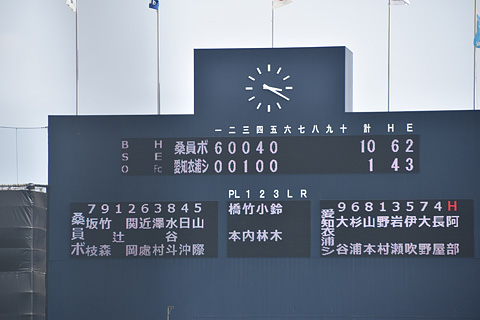 一二三四五六七八九十 計 H E
B H 桑員ボ 60040 10 6 2
S E
O Fc 愛知衣浦シ 00100 1 4 3
PL 1 2 3 L R
7 9 1 2 6 3 8 4 5
桑員ボ
坂竹 関近澤水日山
辻 谷
枝森 岡處村斗沖際
橋竹小鈴
本内林木
9 6 8 1 3 5 7 4 H
愛知衣浦シ
大杉山野岩伊大長阿
谷浦本村瀬吹野屋部